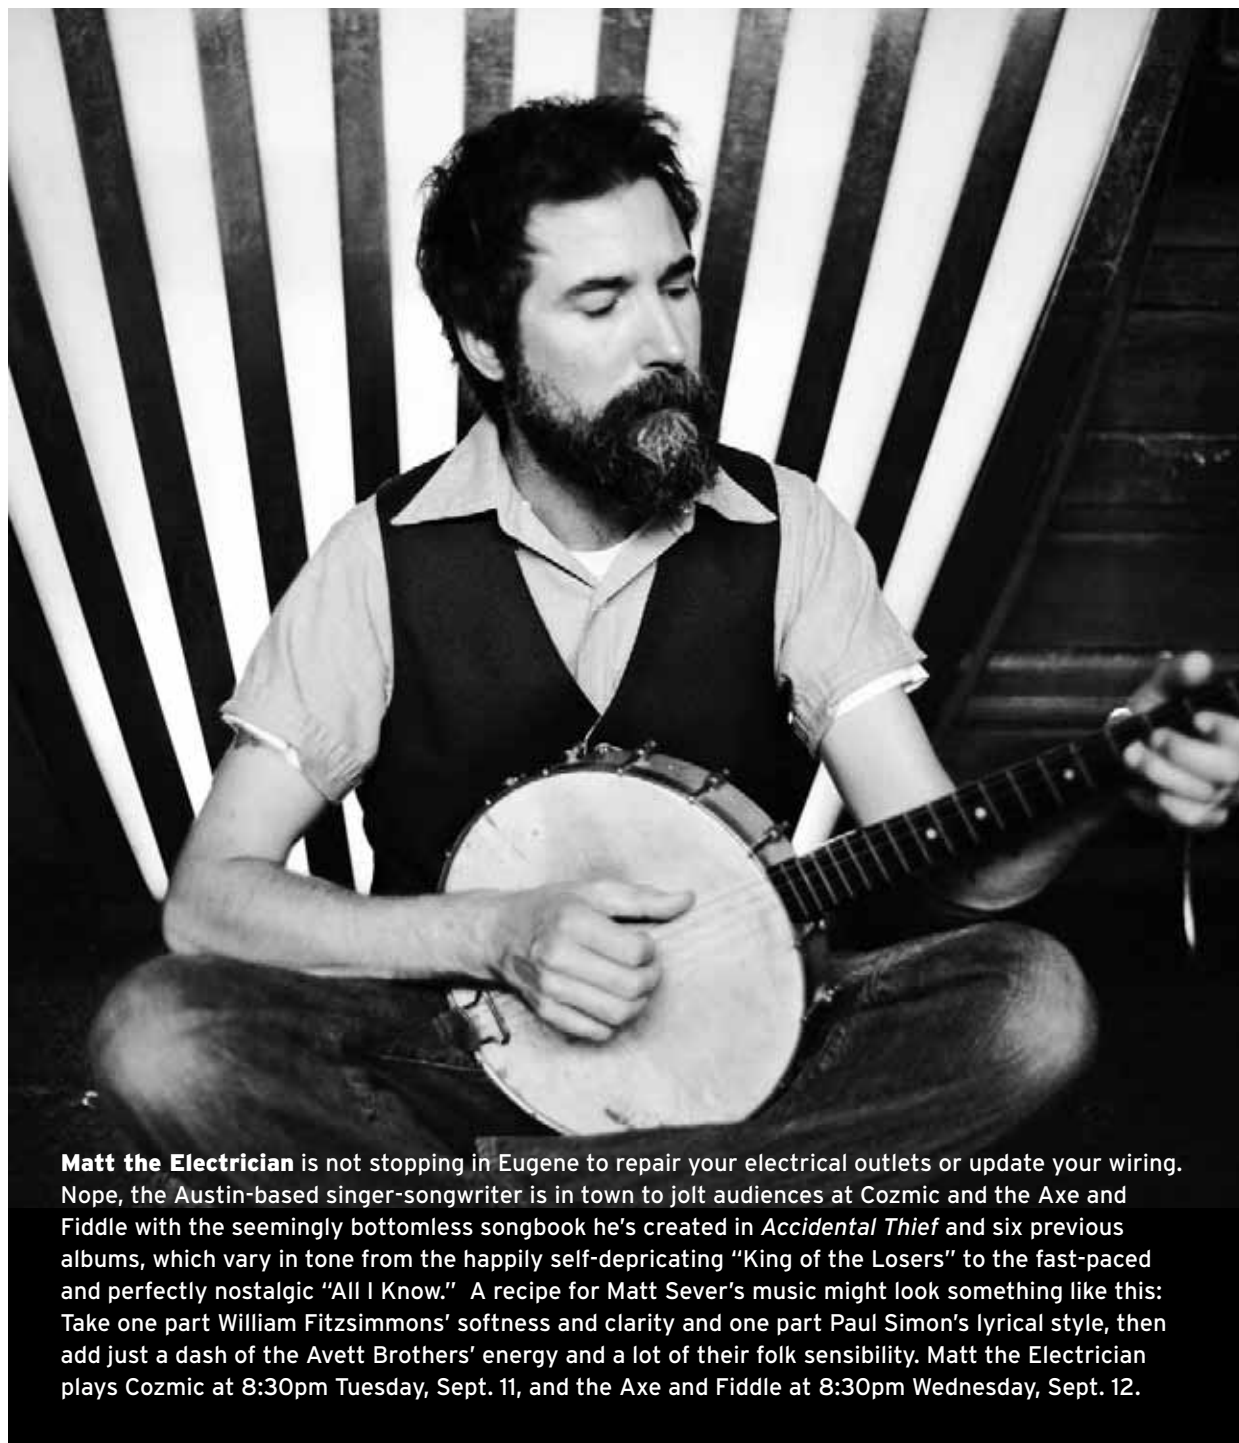 Matt the Electrician is not stopping in Eugene to repair your electrical outlets or update your wiring.
Nope, the Austin-based singer-songwriter is in town to jolt audiences at Cozmic and the Axe and
Fiddle with the seemingly bottomless songbook he’s created in Accidental Thief and six previous
albums, which vary in tone from the happily self-depricating “King of the Losers” to the fast-paced
and perfectly nostalgic “All I Know.”  A recipe for Matt Sever’s music might look something like this:
Take one part William Fitzsimmons’ softness and clarity and one part Paul Simon’s lyrical style, then
add just a dash of the Avett Brothers’ energy and a lot of their folk sensibility. Matt the Electrician
plays Cozmic at 8:30pm Tuesday, Sept. 11, and the Axe and Fiddle at 8:30pm Wednesday, Sept. 12.